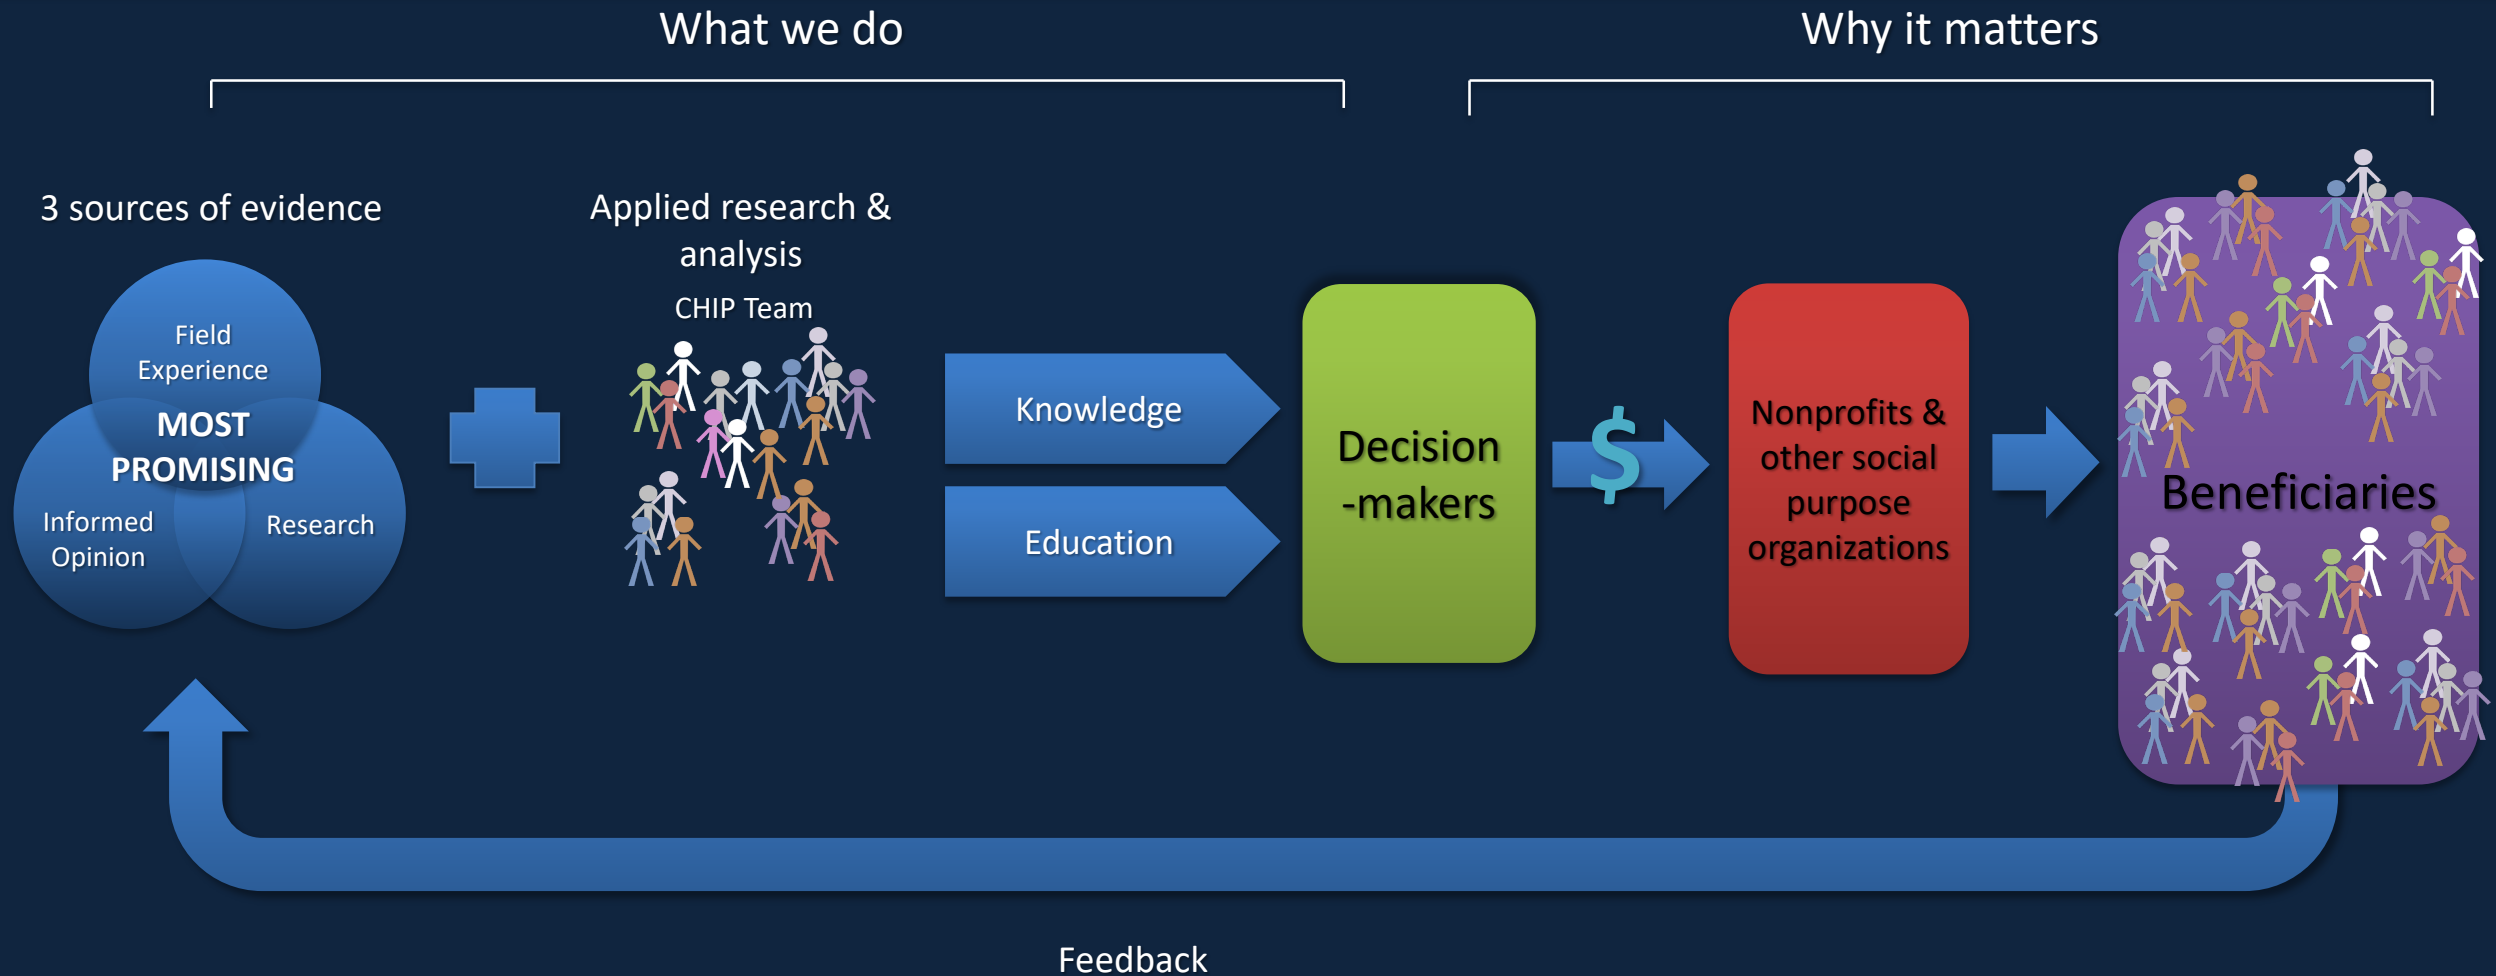 What we do
Why it matters
3 sources of evidence
Field
Experience
MOST
PROMISING
Informed
Opinion
Research
Applied research &
analysis
CHIP Team
Knowledge
Education
Decision
-makers
$
Nonprofits &
other social
purpose
organizations
Beneficiaries
Feedback